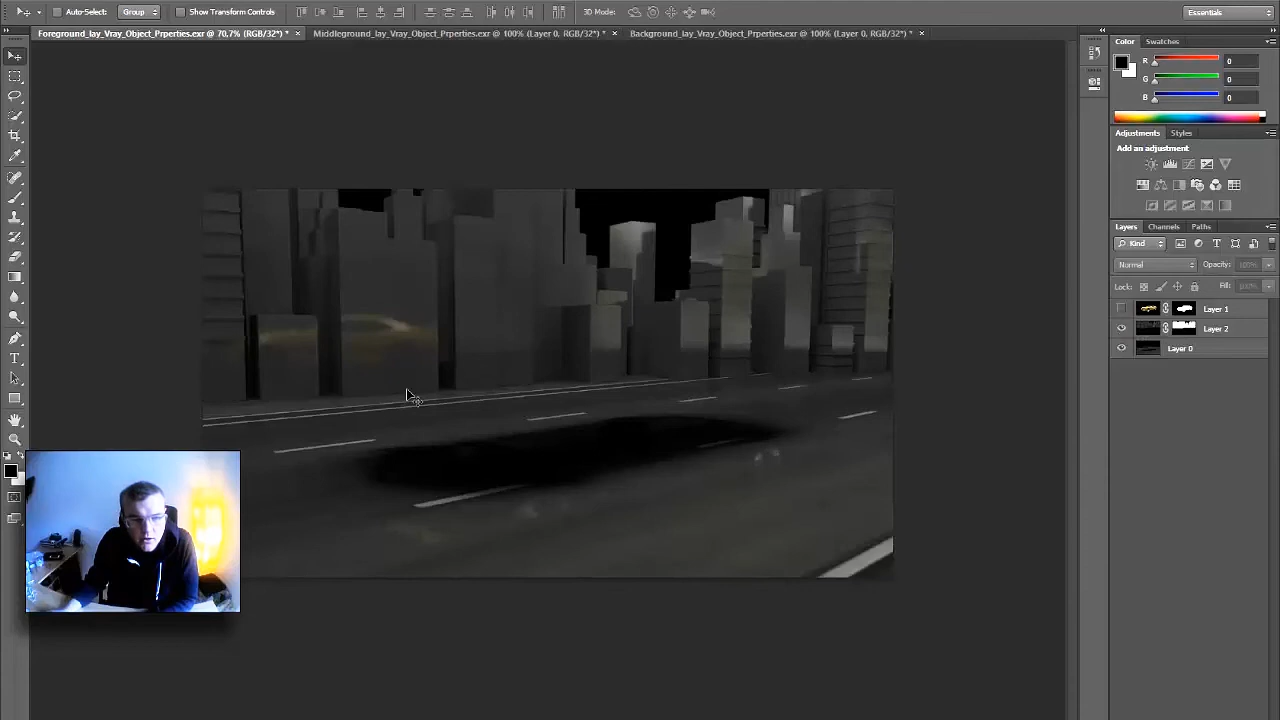 Auto-Select: Group Show Transform Controls 3D Mode: Essentials
Foreground_lay_Vray_Object_Prperties.exr @ 70,7% (RGB/32*) * × Middleground_lay_Vray_Object_Prperties.exr @ 100% (Layer 0, RGB/32*) * × Background_lay_Vray_Object_Prperties.exr @ 100% (Layer 0, RGB/32*) * ×
Color Swatches
R 0
G 0
B 0
Adjustments Styles
Add an adjustment
Layers Channels Paths
Kind
Normal Opacity: 100%
Lock: Fill: 100%
Layer 1
Layer 2
Layer 0